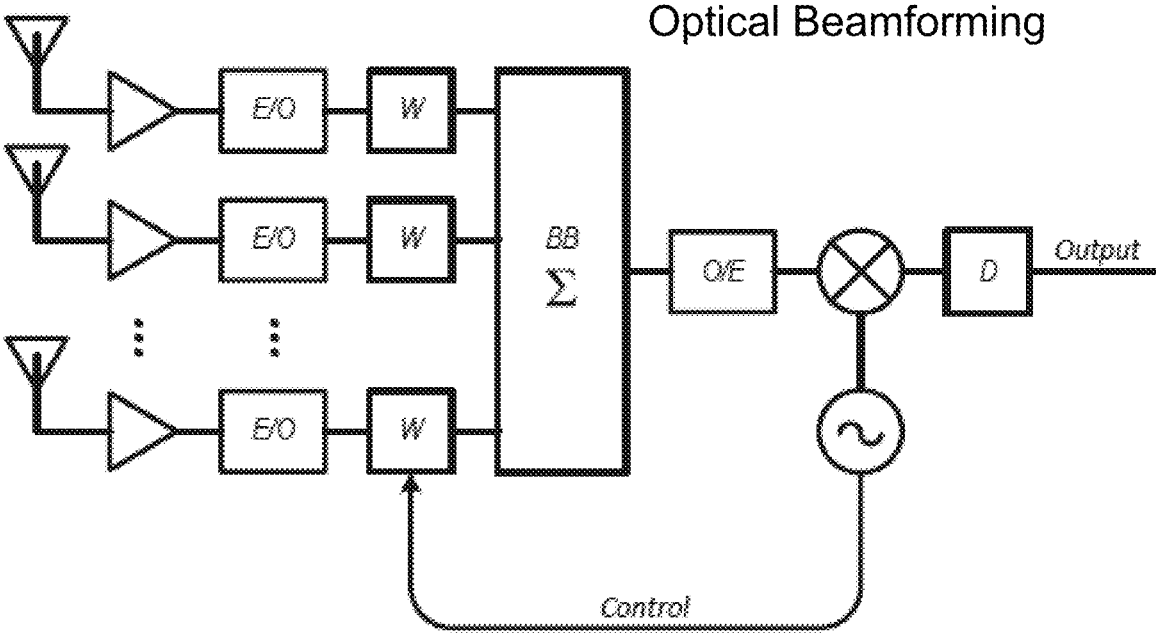 Optical Beamforming
E/O
W
E/O
W
BB
Σ
O/E
D
Output
E/O
W
Control